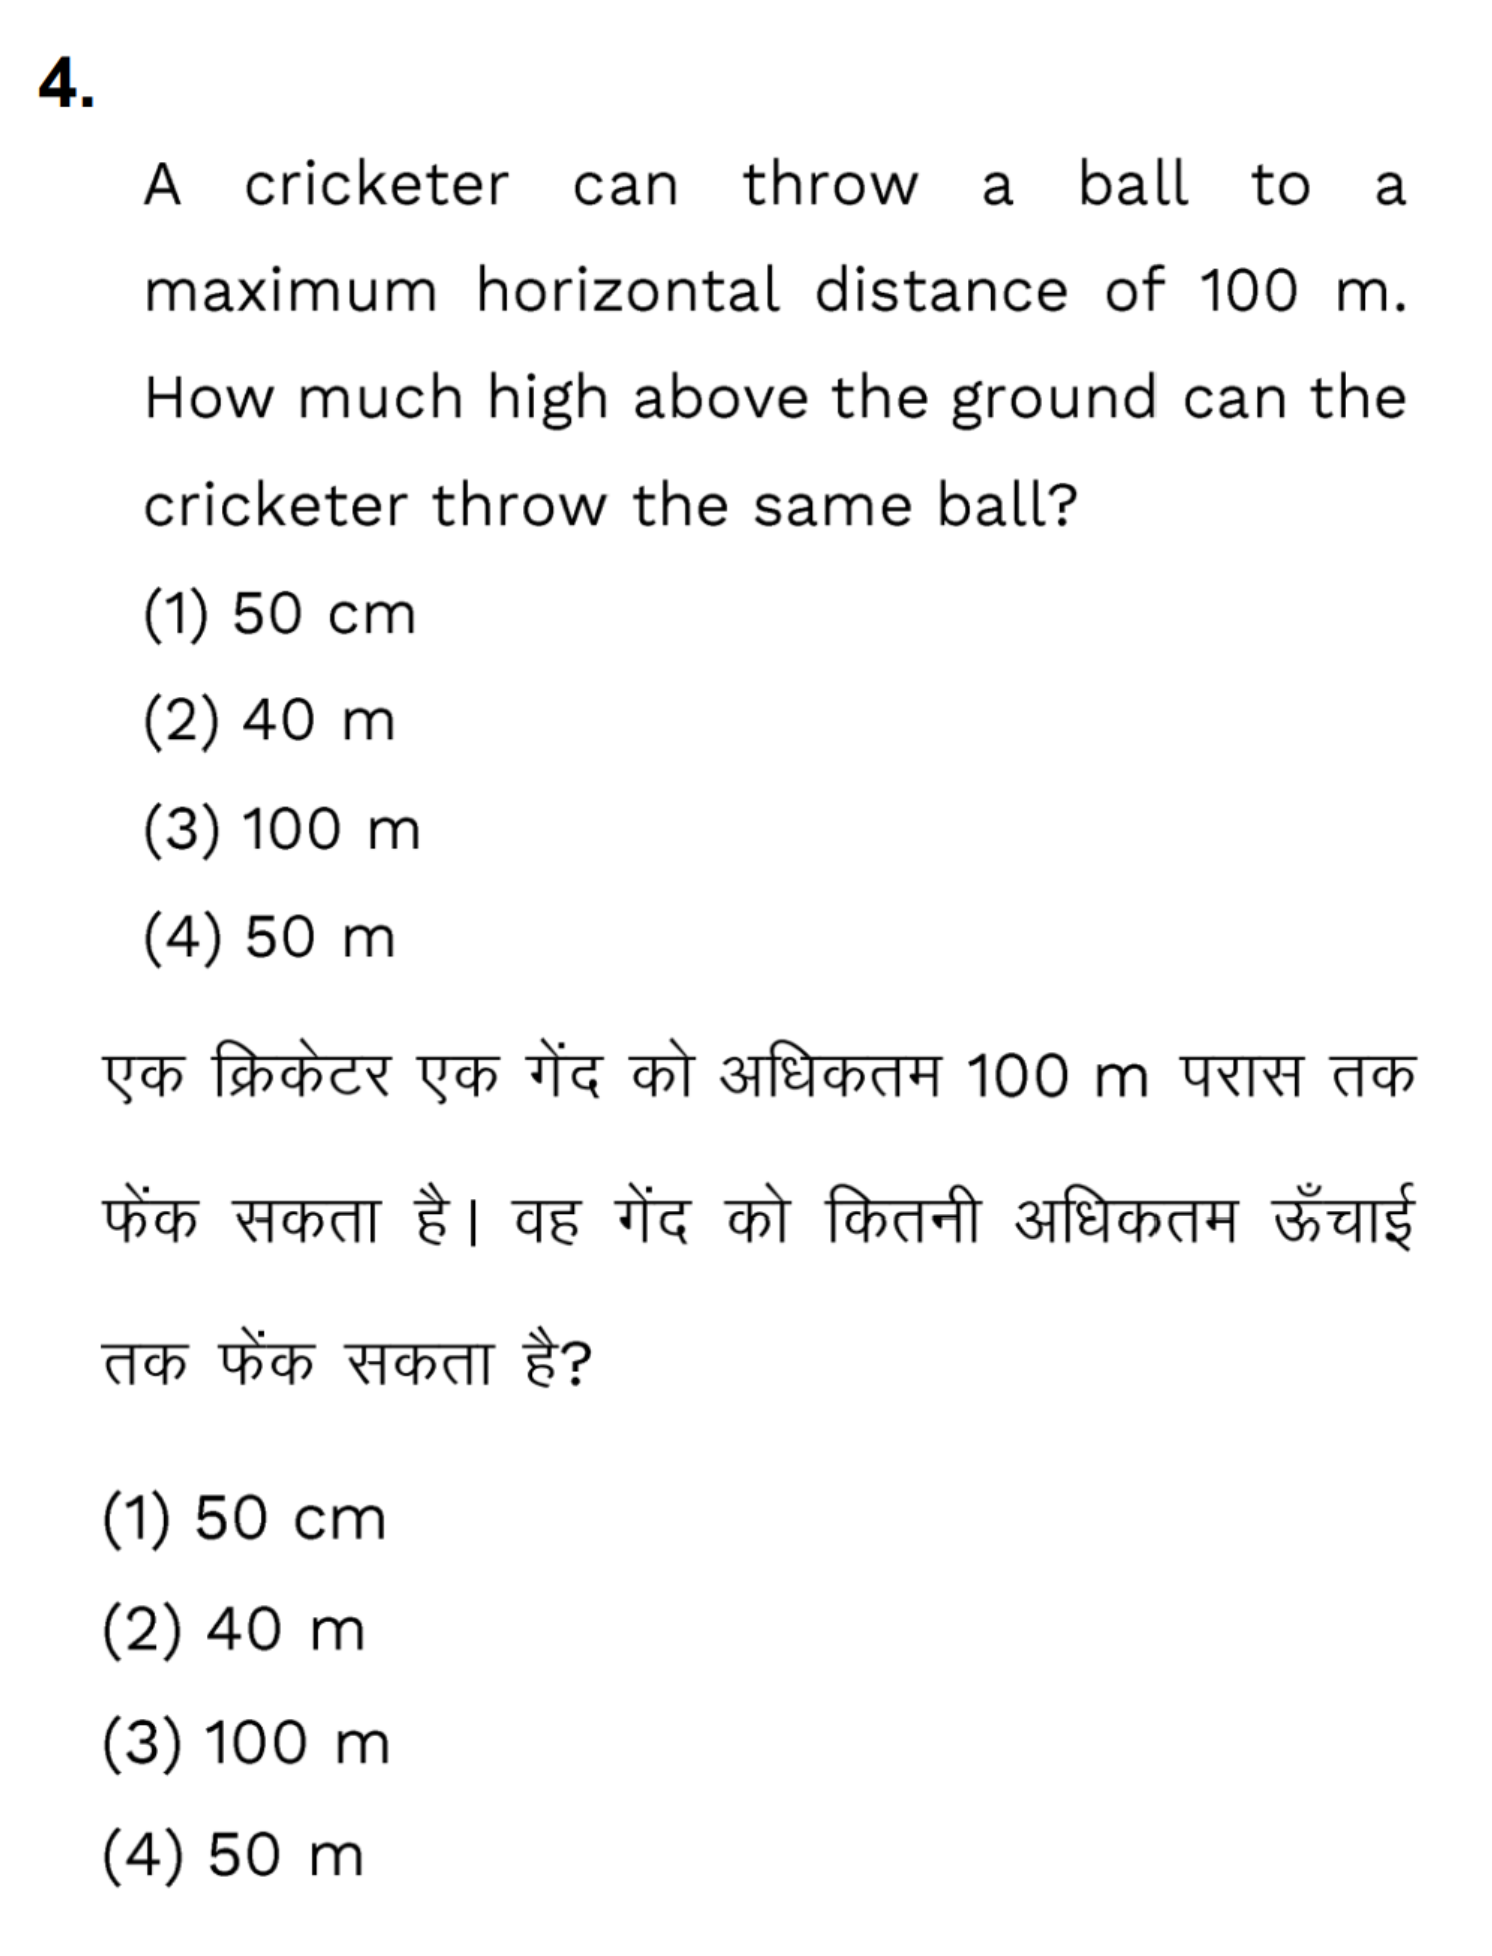 4.
A cricketer can throw a ball to a
maximum horizontal distance of 100 m.
How much high above the ground can the
cricketer throw the same ball?
(1) 50 cm
(2) 40 m
(3) 100 m
(4) 50 m
एक क्रिकेटर एक गेंद को अधिकतम 100 m परास तक
फेंक सकता है। वह गेंद को कितनी अधिकतम ऊँचाई
तक फेंक सकता है?
(1) 50 cm
(2) 40 m
(3) 100 m
(4) 50 m